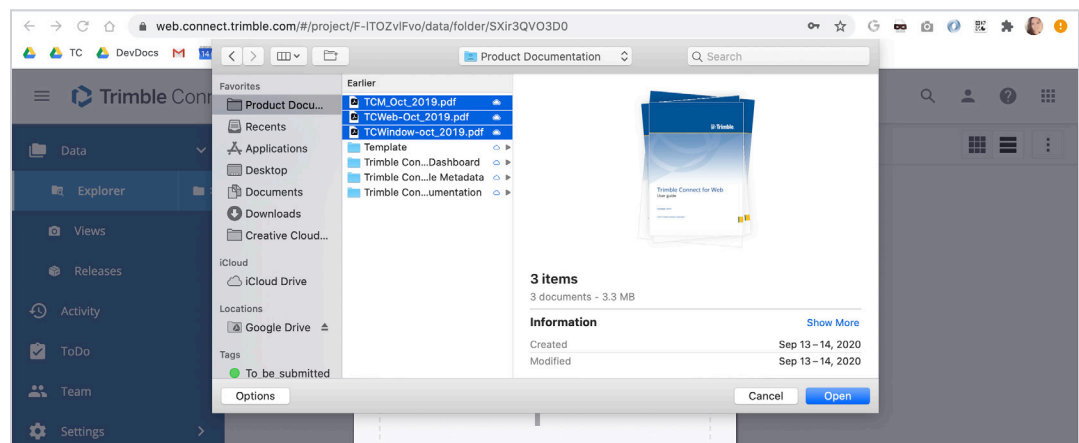 web.connect.trimble.com/#/project/F-lTOZvIFvo/data/folder/SXir3QVO3D0
TC
DevDocs
Product Documentation
Search
Trimble Conn
Favorites
Product Docu...
Recents
Applications
Desktop
Documents
Downloads
Creative Cloud...
iCloud
iCloud Drive
Locations
Google Drive
Tags
To_be_submitted
Earlier
TCM_Oct_2019.pdf
TCWeb-Oct_2019.pdf
TCWindow-oct_2019.pdf
Template
Trimble Con...Dashboard
Trimble Con...le Metadata
Trimble Con...umentation
Trimble
Trimble Connect for Web
User guide
3 items
3 documents - 3.3 MB
Information
Show More
Created
Sep 13 – 14, 2020
Modified
Sep 13 – 14, 2020
Options
Cancel
Open
Data
Explorer
Views
Releases
Activity
ToDo
Team
Settings